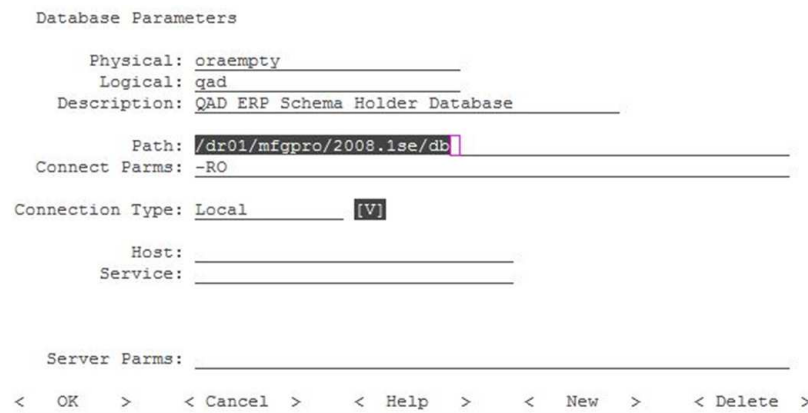 Database Parameters
Physical: oraempty
Logical: qad
Description: QAD ERP Schema Holder Database
Path: /dr01/mfgpro/2008.1se/db
Connect Parms: -RO
Connection Type: Local [V]
Host:
Service:
Server Parms:
< OK > < Cancel > < Help > < New > < Delete >